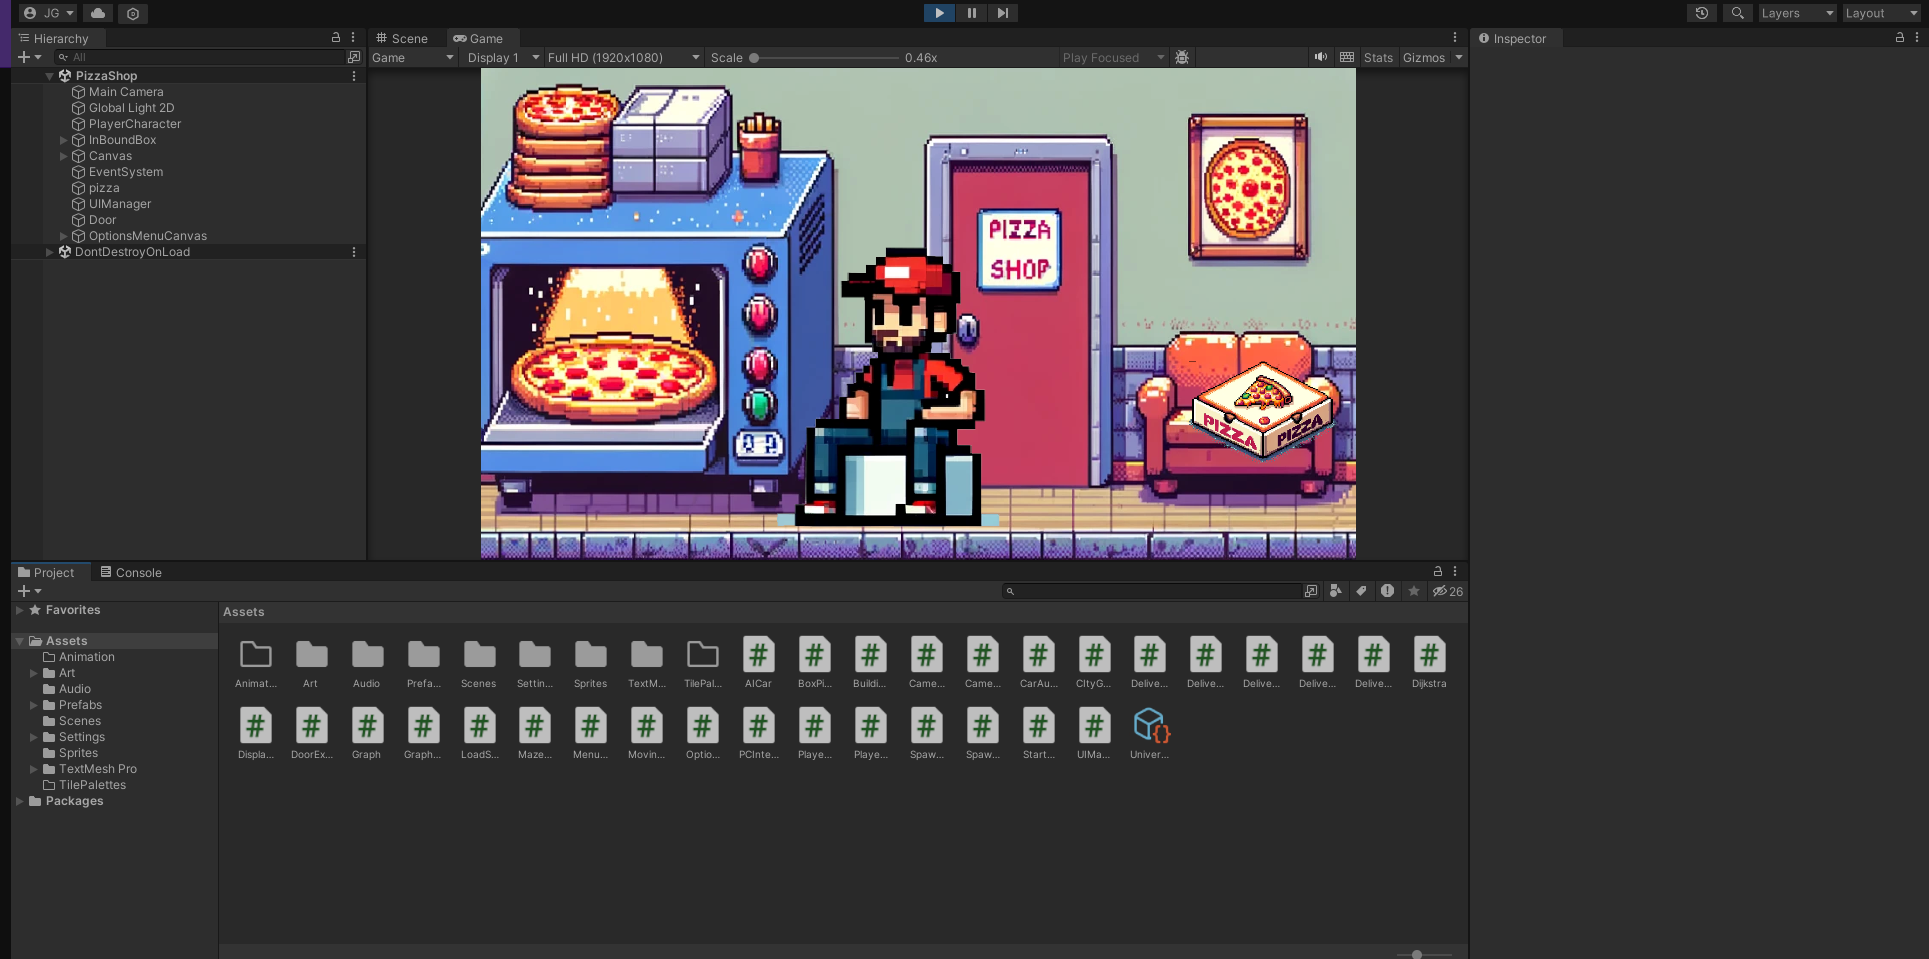 JG
Layers
Layout
Hierarchy
Scene
Game
Inspector
All
Game
Display 1
Full HD (1920x1080)
Scale
0.46x
Play Focused
Stats
Gizmos
PizzaShop
Main Camera
Global Light 2D
PlayerCharacter
InBoundBox
Canvas
EventSystem
pizza
UIManager
Door
OptionsMenuCanvas
DontDestroyOnLoad
PIZZA
SHOP
PIZZA
PIZZA
Project
Console
26
Favorites
Assets
Animation
Art
Audio
Prefabs
Scenes
Settings
Sprites
TextMesh Pro
TilePalettes
Packages
Assets
Animat...
Art
Audio
Prefa...
Scenes
Settin...
Sprites
TextM...
TilePal...
AICar
BoxPi...
Buildi...
Came...
Came...
CarAu...
CItyG...
Delive...
Delive...
Delive...
Delive...
Delive...
Dijkstra
Displa...
DoorEx...
Graph
Graph...
LoadS...
Maze...
Menu...
Movin...
Optio...
PCInte...
Playe...
Playe...
Spaw...
Spaw...
Start...
UIMa...
Univer...